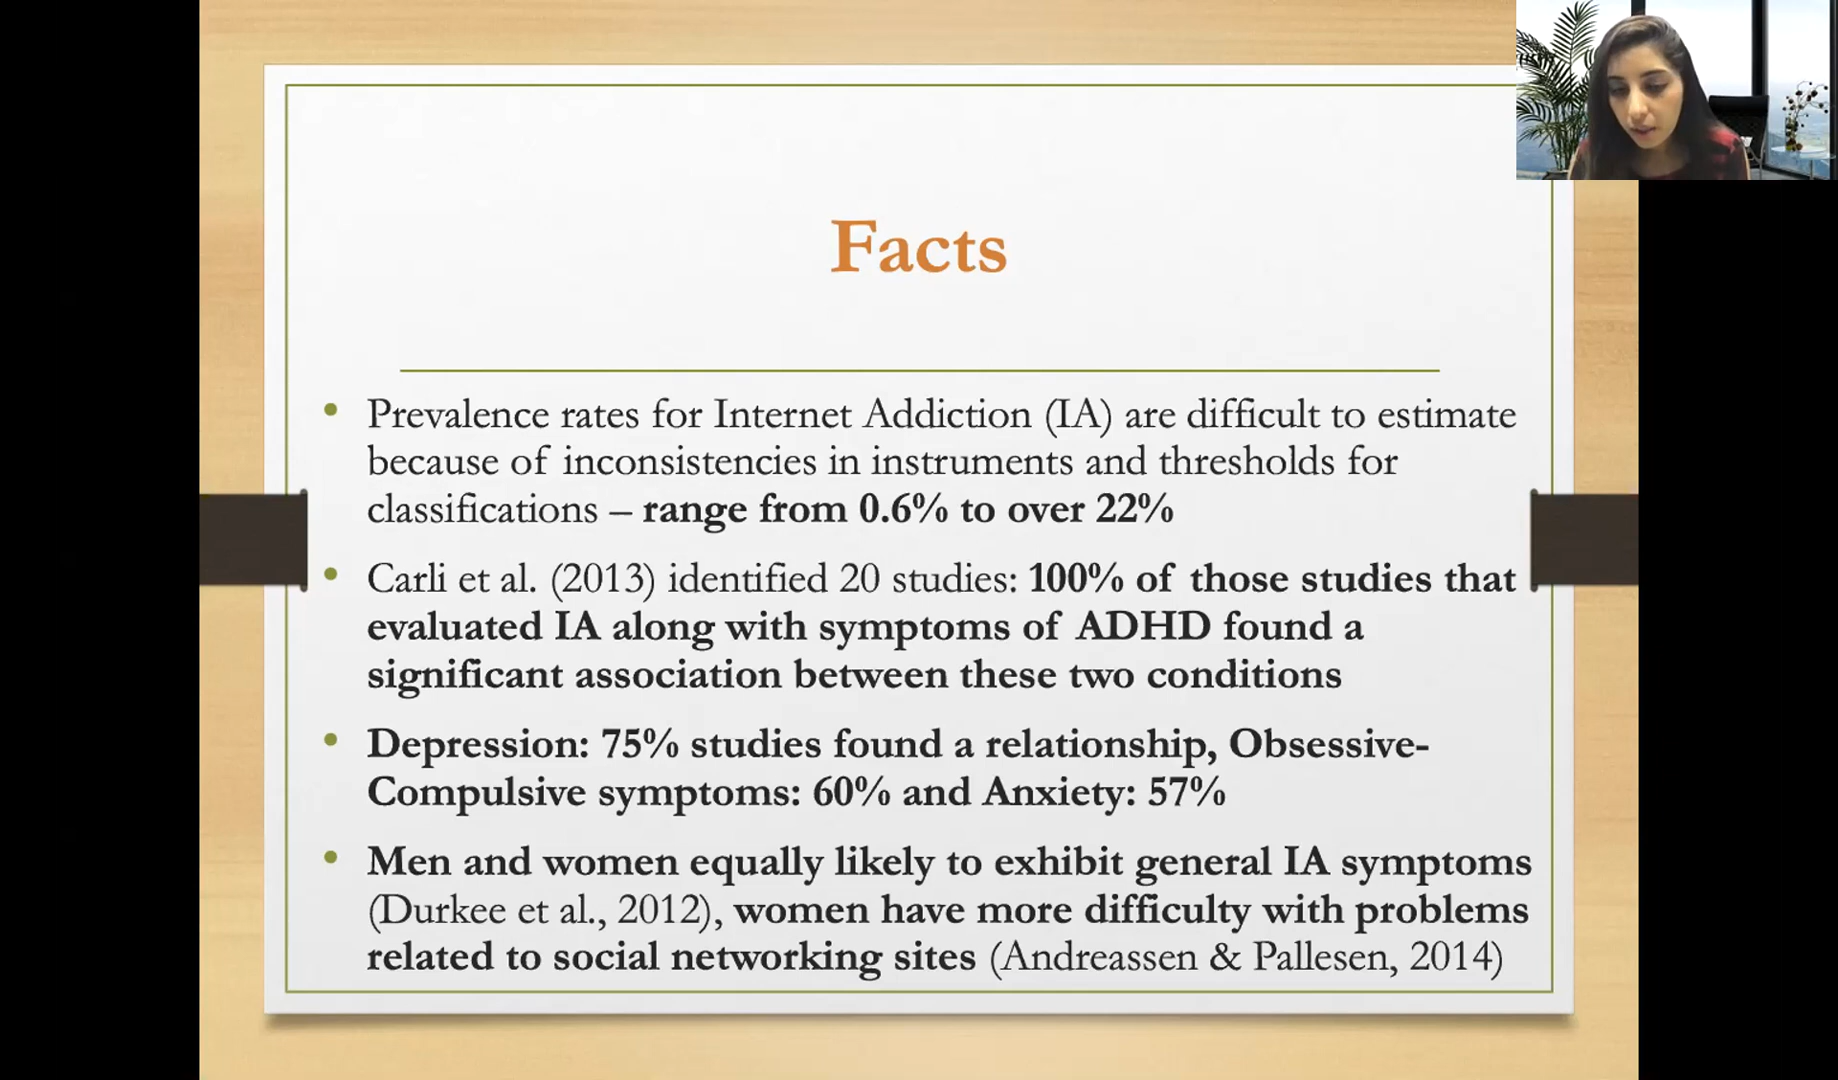 Facts
• Prevalence rates for Internet Addiction (IA) are difficult to estimate
because of inconsistencies in instruments and thresholds for
classifications – range from 0.6% to over 22%
• Carli et al. (2013) identified 20 studies: 100% of those studies that
evaluated IA along with symptoms of ADHD found a
significant association between these two conditions
• Depression: 75% studies found a relationship, Obsessive-
Compulsive symptoms: 60% and Anxiety: 57%
• Men and women equally likely to exhibit general IA symptoms
(Durkee et al., 2012), women have more difficulty with problems
related to social networking sites (Andreassen & Pallesen, 2014)